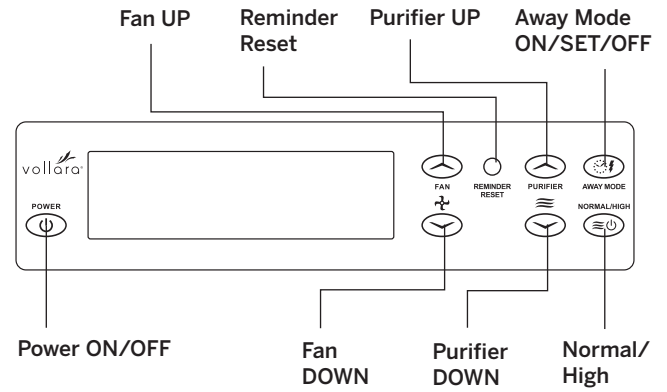 Fan UP
Reminder
Reset
Purifier UP
Away Mode
ON/SET/OFF
vollara
POWER
FAN
REMINDER
RESET
PURIFIER
AWAY MODE
NORMAL/HIGH
Power ON/OFF
Fan
DOWN
Purifier
DOWN
Normal/
High